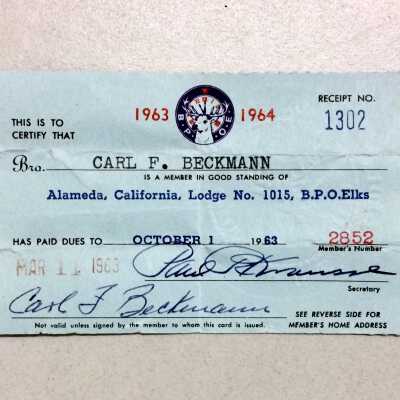 RECEIPT NO.
1963 1964
1302
B.P.O.E.
THIS IS TO
CERTIFY THAT
Bro. CARL F. BECKMANN
IS A MEMBER IN GOOD STANDING OF
Alameda, California, Lodge No. 1015, B.P.O.Elks
HAS PAID DUES TO OCTOBER 1 1963 2852
Member's Number
MAR 11 1963
Secretary
Carl F Beckmann
Not valid unless signed by the member to whom this card is issued.
SEE REVERSE SIDE FOR
MEMBER'S HOME ADDRESS